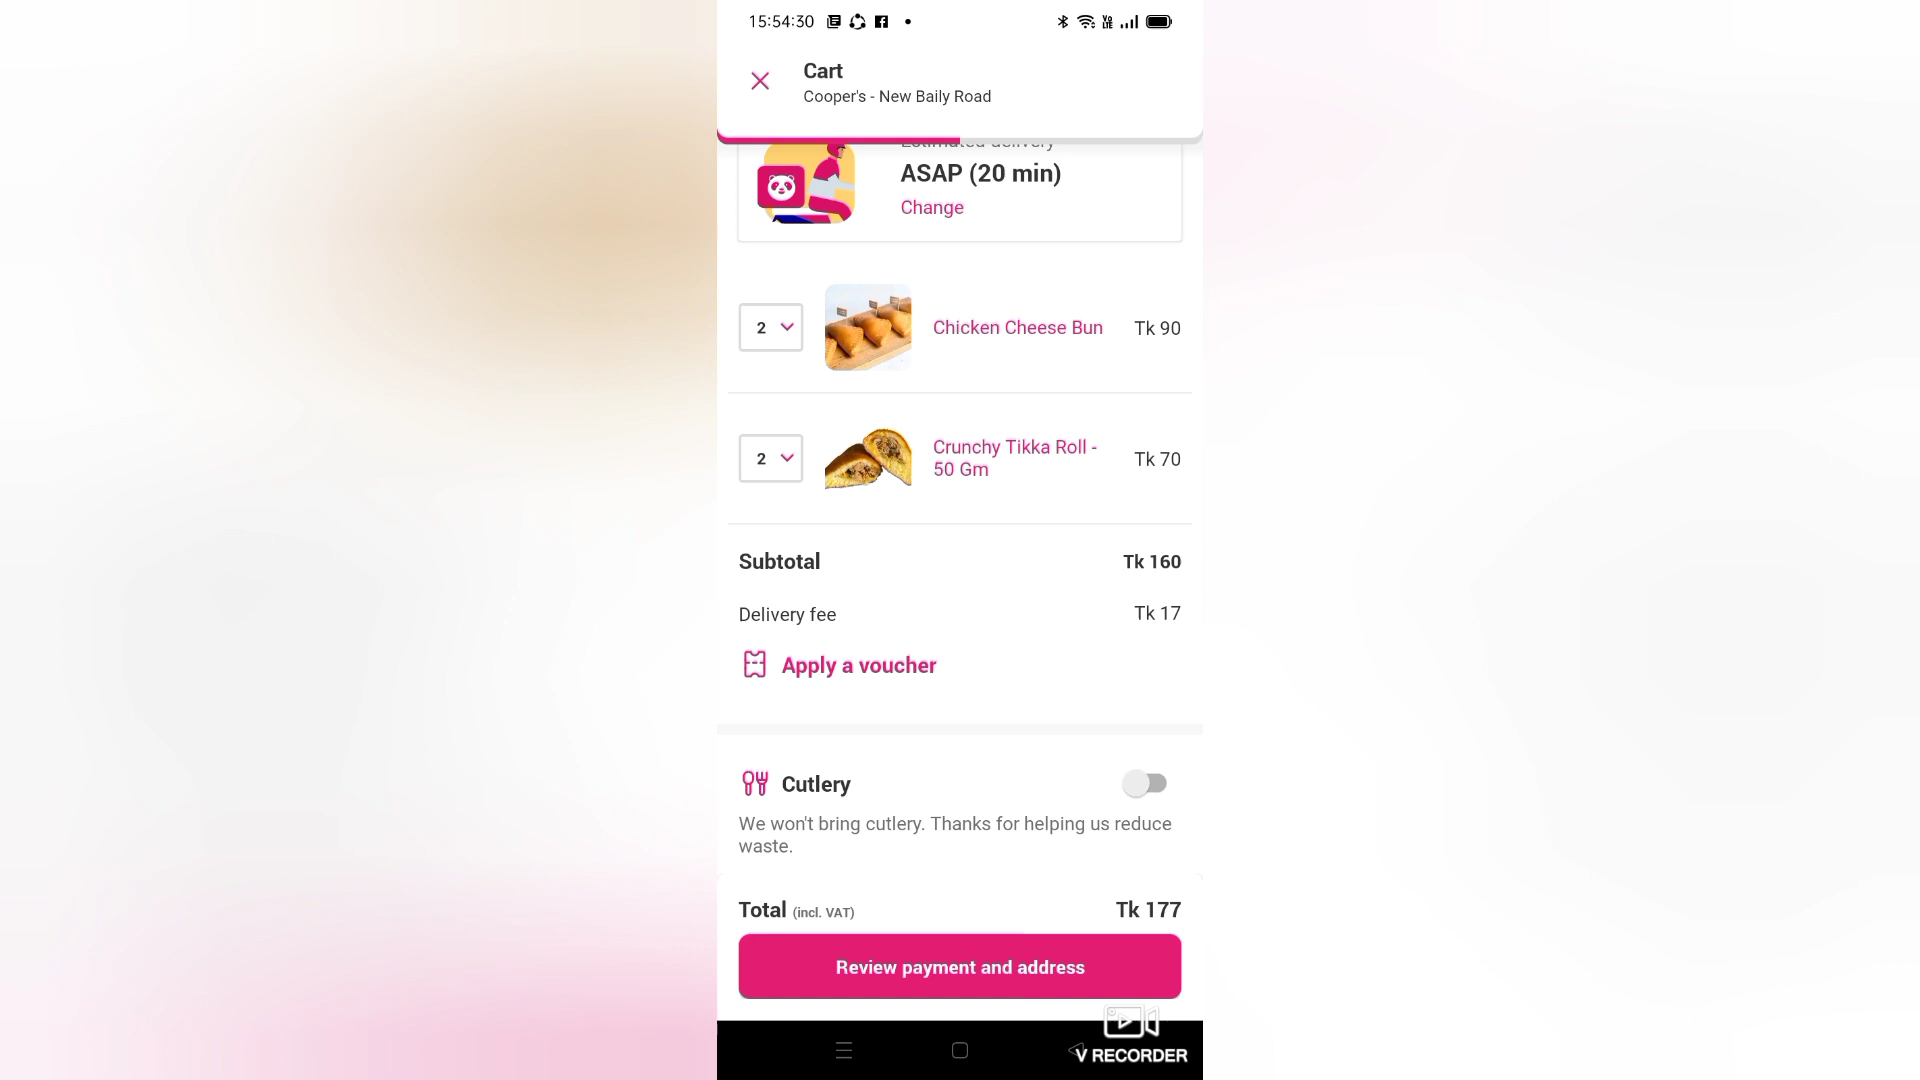 15:54:30
Cart
Cooper's - New Baily Road
Estimated delivery
ASAP (20 min)
Change
2 Chicken Cheese Bun Tk 90
2 Crunchy Tikka Roll - 50 Gm Tk 70
Subtotal Tk 160
Delivery fee Tk 17
Apply a voucher
Cutlery
We won't bring cutlery. Thanks for helping us reduce
waste.
Total (incl. VAT) Tk 177
Review payment and address
V RECORDER